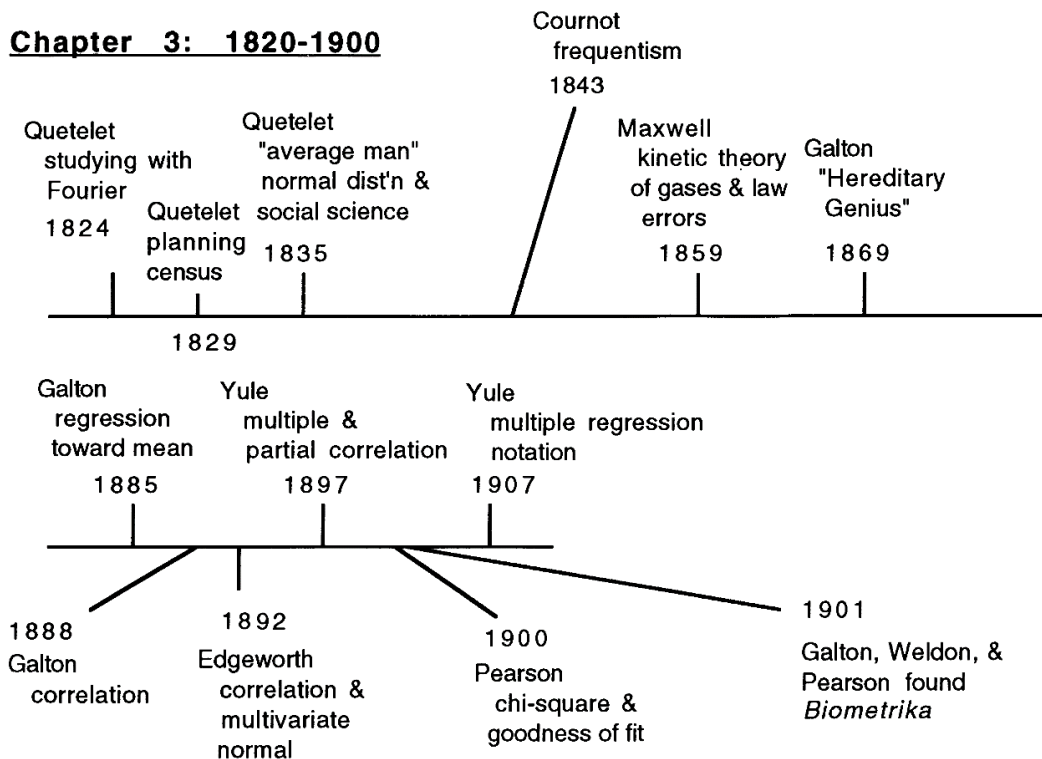 Chapter 3: 1820-1900
Cournot
frequentism
1843
Quetelet
studying with
Fourier
1824
Quetelet
planning
census
1829
Quetelet
"average man"
normal dist'n &
social science
1835
Maxwell
kinetic theory
of gases & law
errors
1859
Galton
"Hereditary
Genius"
1869
Galton
regression
toward mean
1885
Yule
multiple &
partial correlation
1897
Yule
multiple regression
notation
1907
1888
Galton
correlation
1892
Edgeworth
correlation &
multivariate
normal
1900
Pearson
chi-square &
goodness of fit
1901
Galton, Weldon, &
Pearson found
Biometrika